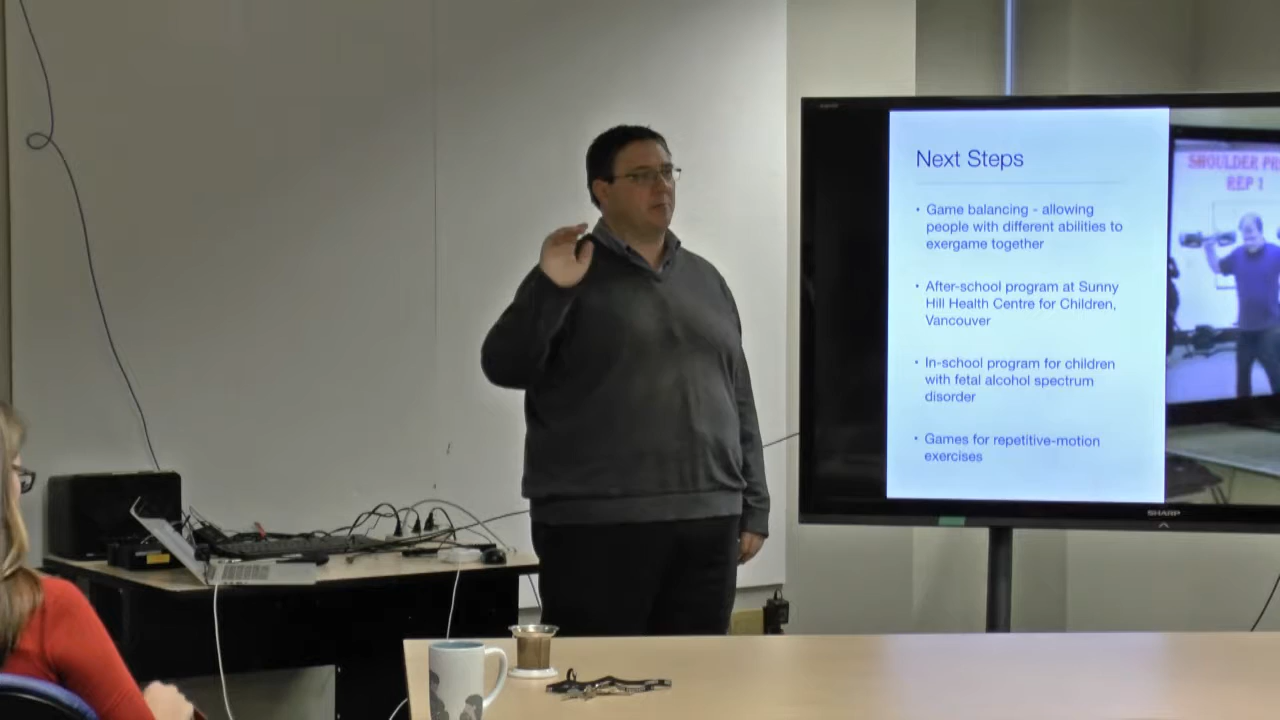 Next Steps
• Game balancing - allowing
people with different abilities to
exergame together
• After-school program at Sunny
Hill Health Centre for Children,
Vancouver
• In-school program for children
with fetal alcohol spectrum
disorder
• Games for repetitive-motion
exercises
SHOULDER PR
REP 1
SHARP